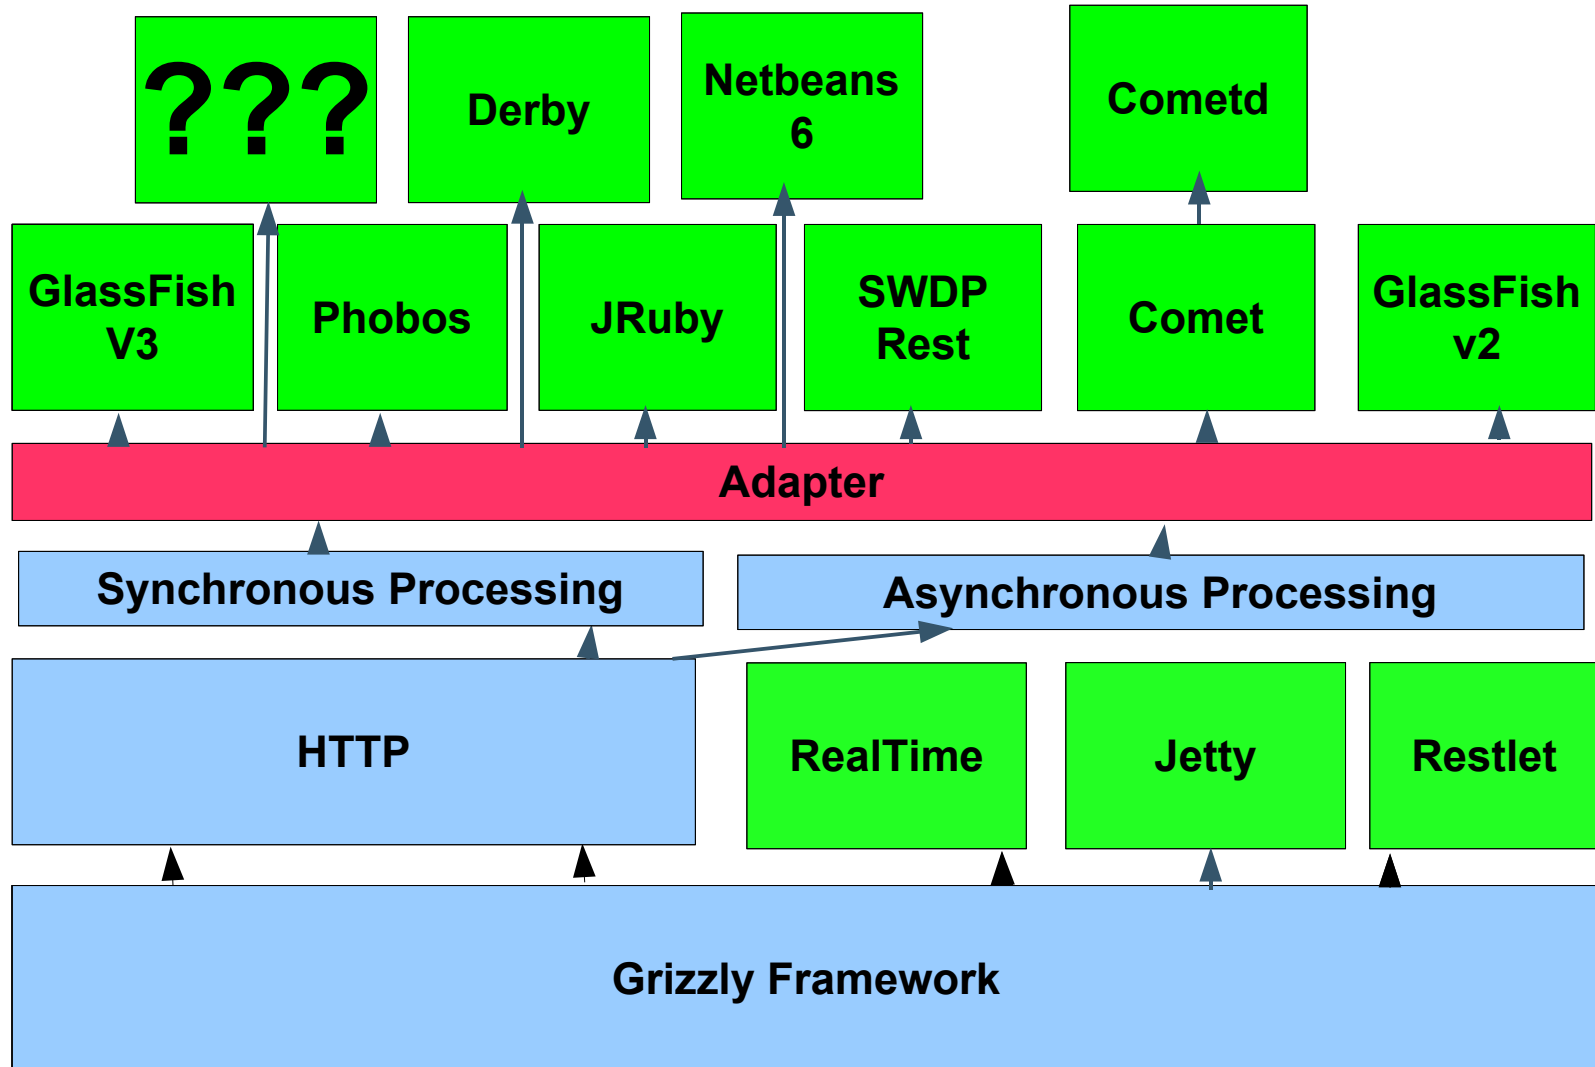 ???
Derby
Netbeans
6
Cometd
GlassFish
V3
Phobos
JRuby
SWDP
Rest
Comet
GlassFish
v2
Adapter
Synchronous Processing
Asynchronous Processing
HTTP
RealTime
Jetty
Restlet
Grizzly Framework